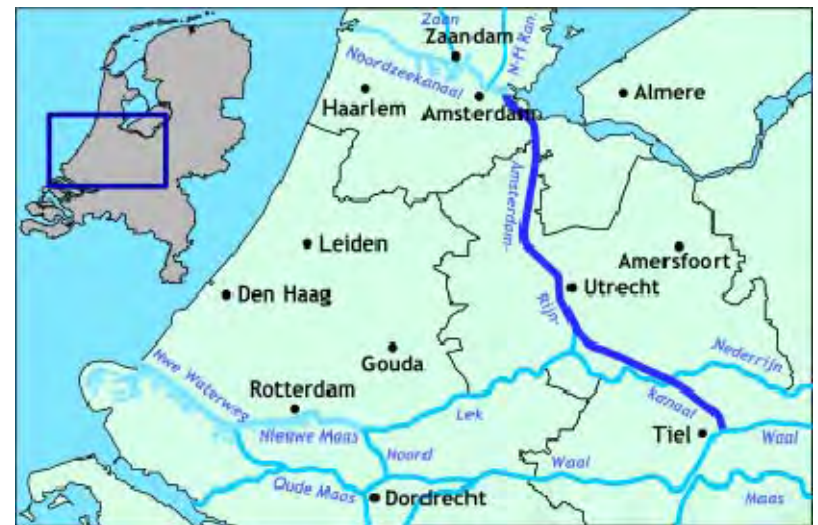 Zaan
Zaandam
N-H Kan.
Noordzeekanaal
Haarlem
Amsterdam
Almere
Amsterdam-
Leiden
Amersfoort
Den Haag
Utrecht
Rijn-
Gouda
Nwe Waterweg
Nederrijn
Rotterdam
Lek
kanaal
Nieuwe Maas
Tiel
Waal
Noord
Waal
Oude Maas
Dordrecht
Maas